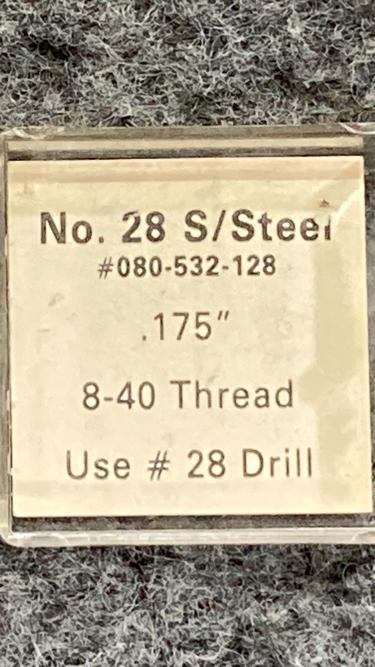 No. 28 S/Steel
#080-532-128
.175"
8-40 Thread
Use # 28 Drill